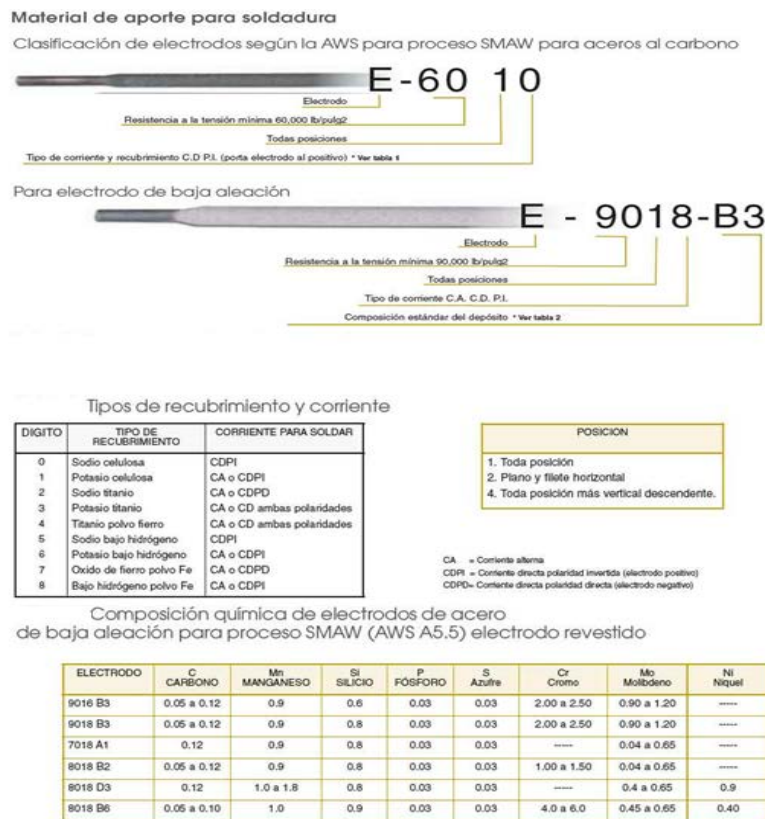 Material de aporte para soldadura
Clasificación de electrodos según la AWS para proceso SMAW para aceros al carbono
E-60 10
Electrodo
Resistencia a la tensión mínima 60,000 lb/pulg2
Todas posiciones
Tipo de corriente y recubrimiento C.D P.I. (porta electrodo al positivo) * Ver tabla 1
Para electrodo de baja aleación
E - 9018-B3
Electrodo
Resistencia a la tensión mínima 90,000 lb/pulg2
Todas posiciones
Tipo de corriente C.A. C.D. P.I.
Composición estándar del depósito * Ver tabla 2
Tipos de recubrimiento y corriente
DIGITO TIPO DE RECUBRIMIENTO CORRIENTE PARA SOLDAR
0 Sodio celulosa CDPI
1 Potasio celulosa CA o CDPI
2 Sodio titanio CA o CDPD
3 Potasio titanio CA o CD ambas polaridades
4 Titanio polvo fierro CA o CD ambas polaridades
5 Sodio bajo hidrógeno CDPI
6 Potasio bajo hidrógeno CA o CDPI
7 Oxido de fierro polvo Fe CA o CDPD
8 Bajo hidrógeno polvo Fe CA o CDPI
POSICION
1. Toda posición
2. Plano y filete horizontal
4. Toda posición más vertical descendente.
CA = Corriente alterna
CDPI = Corriente directa polaridad invertida (electrodo positivo)
CDPD= Corriente directa polaridad directa (electrodo negativo)
Composición química de electrodos de acero
de baja aleación para proceso SMAW (AWS A5.5) electrodo revestido
ELECTRODO C CARBONO Mn MANGANESO Si SILICIO P FÓSFORO S Azufre Cr Cromo Mo Molibdeno Ni Niquel
9016 B3 0.05 a 0.12 0.9 0.6 0.03 0.03 2.00 a 2.50 0.90 a 1.20 -----
9018 B3 0.05 a 0.12 0.9 0.8 0.03 0.03 2.00 a 2.50 0.90 a 1.20 -----
7018 A1 0.12 0.9 0.8 0.03 0.03 ----- 0.04 a 0.65 -----
8018 B2 0.05 a 0.12 0.9 0.8 0.03 0.03 1.00 a 1.50 0.04 a 0.65 -----
8018 D3 0.12 1.0 a 1.8 0.8 0.03 0.03 ----- 0.4 a 0.65 0.9
8018 B6 0.05 a 0.10 1.0 0.9 0.03 0.03 4.0 a 6.0 0.45 a 0.65 0.40